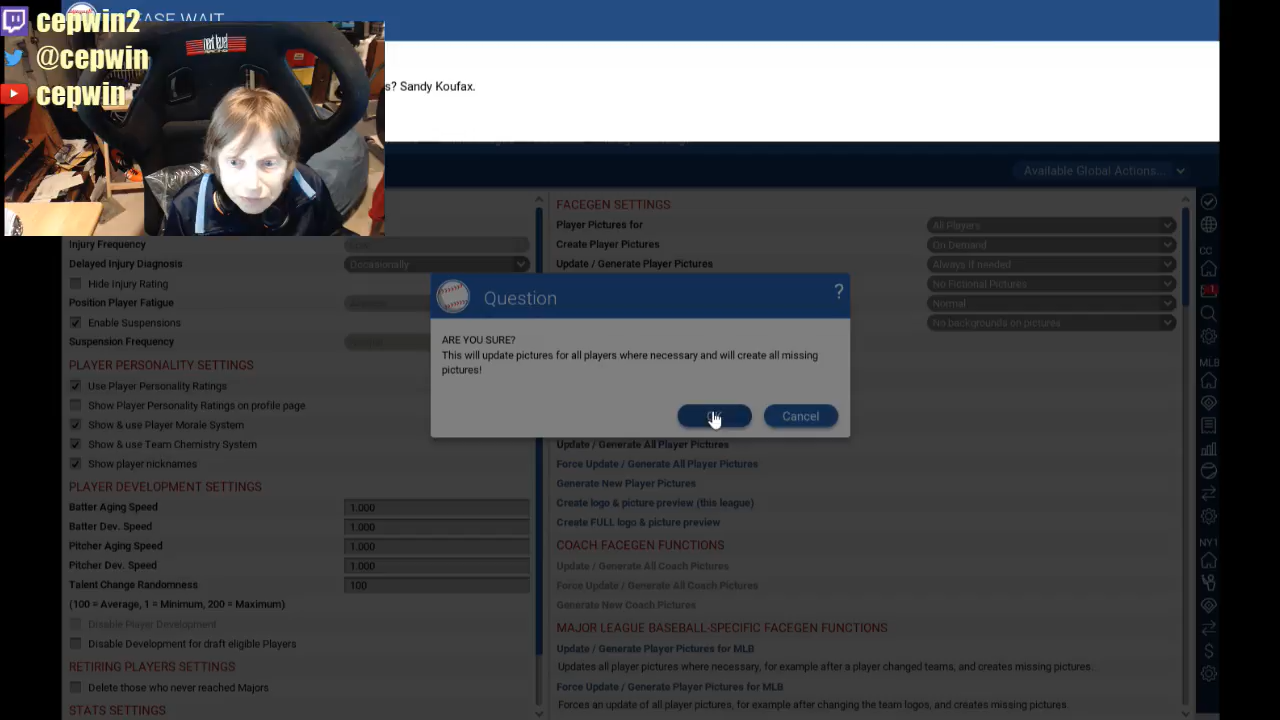 cepwin2
EASE WAIT
@cepwin
cepwin
s? Sandy Koufax.
Available Global Actions...
FACEGEN SETTINGS
Player Pictures for
All Players
Injury Frequency
Create Player Pictures
On Demand
Delayed Injury Diagnosis
Occasionally
Update / Generate Player Pictures
Always if needed
Hide Injury Rating
No Fictional Pictures
Position Player Fatigue
Normal
Enable Suspensions
No backgrounds on pictures
Suspension Frequency
Question
?
ARE YOU SURE?
This will update pictures for all players where necessary and will create all missing
pictures!
OK
Cancel
PLAYER PERSONALITY SETTINGS
Use Player Personality Ratings
Show Player Personality Ratings on profile page
Show & use Player Morale System
Show & use Team Chemistry System
Show player nicknames
PLAYER DEVELOPMENT SETTINGS
Batter Aging Speed
1.000
Batter Dev. Speed
1.000
Pitcher Aging Speed
1.000
Pitcher Dev. Speed
1.000
Talent Change Randomness
100
(100 = Average, 1 = Minimum, 200 = Maximum)
Disable Player Development
Disable Development for draft eligible Players
RETIRING PLAYERS SETTINGS
Delete those who never reached Majors
STATS SETTINGS
Update / Generate All Player Pictures
Force Update / Generate All Player Pictures
Generate New Player Pictures
Create logo & picture preview (this league)
Create FULL logo & picture preview
COACH FACEGEN FUNCTIONS
Update / Generate All Coach Pictures
Force Update / Generate All Coach Pictures
Generate New Coach Pictures
MAJOR LEAGUE BASEBALL-SPECIFIC FACEGEN FUNCTIONS
Update / Generate Player Pictures for MLB
Updates all player pictures where necessary, for example after a player changed teams, and creates missing pictures.
Force Update / Generate Player Pictures for MLB
Forces an update of all player pictures, for example after changing the team logos, and creates missing pictures.
CC
1
MLB
NY1
$